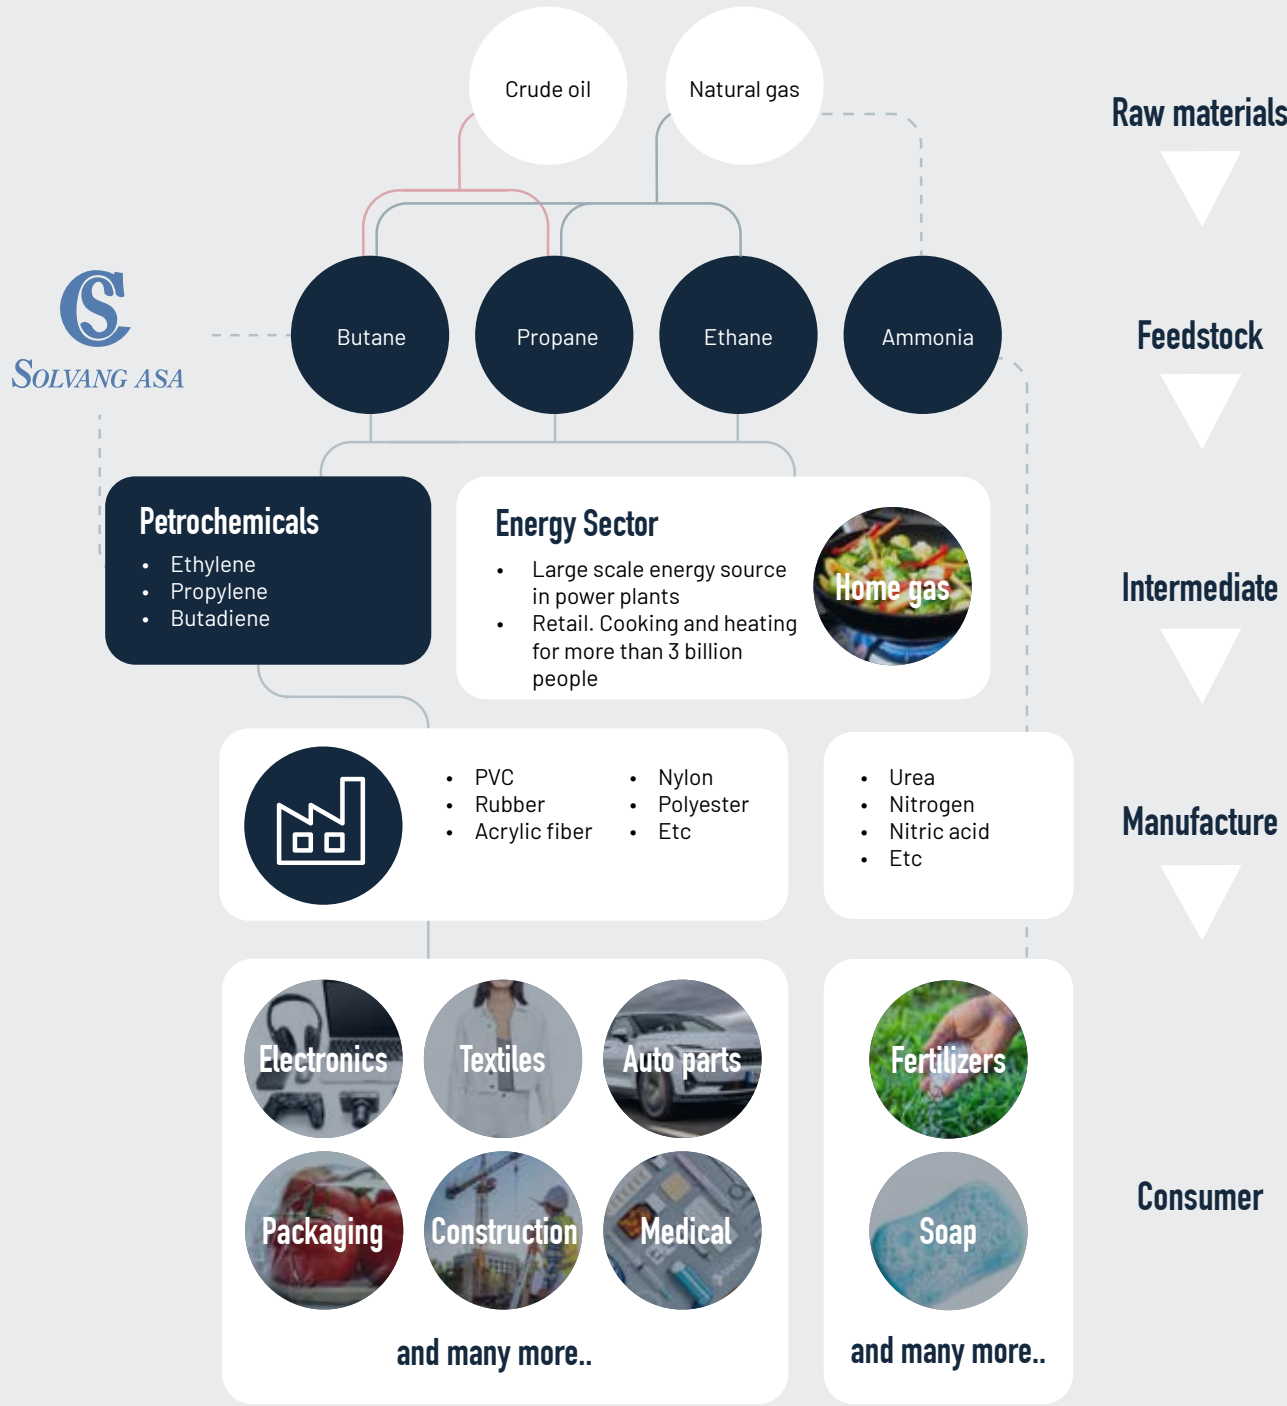 Crude oil
Natural gas
Raw materials
SOLVANG ASA
Butane
Propane
Ethane
Ammonia
Feedstock
Petrochemicals
• Ethylene
• Propylene
• Butadiene
Energy Sector
• Large scale energy source
in power plants
• Retail. Cooking and heating
for more than 3 billion
people
Home gas
Intermediate
• PVC
• Rubber
• Acrylic fiber
• Nylon
• Polyester
• Etc
• Urea
• Nitrogen
• Nitric acid
• Etc
Manufacture
Electronics
Textiles
Auto parts
Packaging
Construction
Medical
and many more..
Fertilizers
Soap
and many more..
Consumer